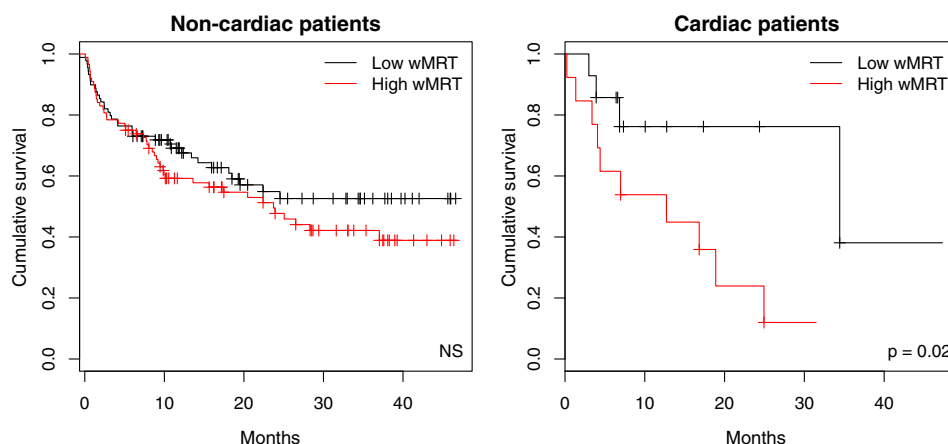 Non-cardiac patients
Cumulative survival
1.0
0.8
0.6
0.4
0.2
0.0
Low wMRT
High wMRT
NS
0 10 20 30 40
Months
Cardiac patients
Cumulative survival
1.0
0.8
0.6
0.4
0.2
0.0
Low wMRT
High wMRT
p = 0.02
0 10 20 30 40
Months